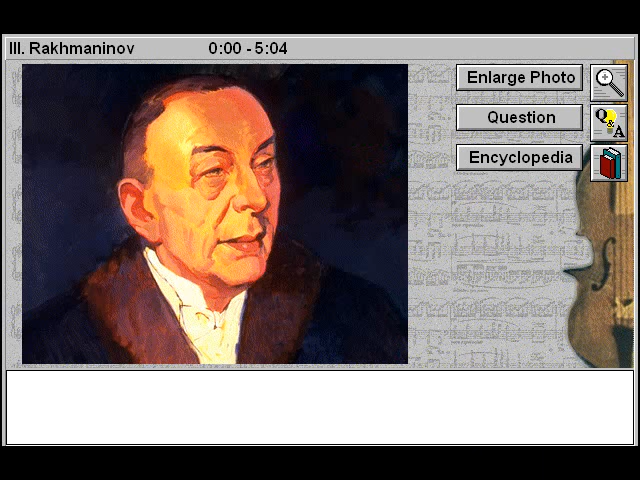 III. Rakhmaninov 0:00 - 5:04
Enlarge Photo
Question
Q&A
Encyclopedia